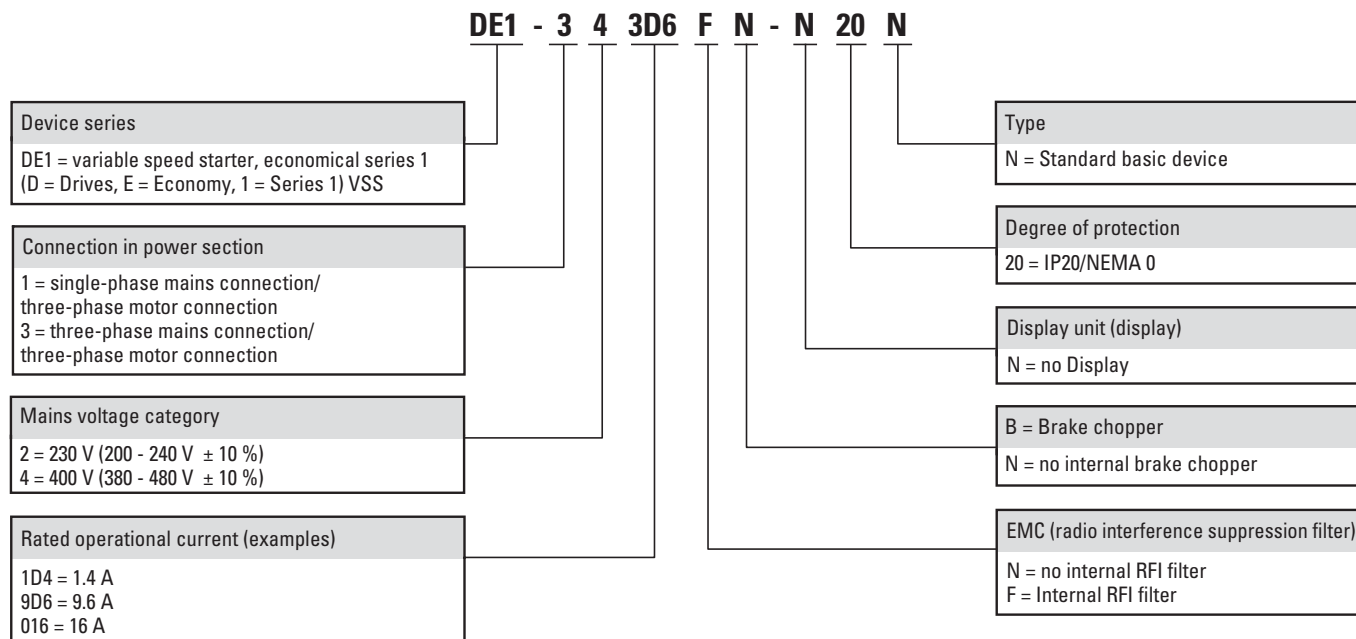 DE1 - 3 4 3D6 F N - N 20 N
Device series
DE1 = variable speed starter, economical series 1
(D = Drives, E = Economy, 1 = Series 1) VSS
Connection in power section
1 = single-phase mains connection/
three-phase motor connection
3 = three-phase mains connection/
three-phase motor connection
Mains voltage category
2 = 230 V (200 - 240 V ± 10 %)
4 = 400 V (380 - 480 V ± 10 %)
Rated operational current (examples)
1D4 = 1.4 A
9D6 = 9.6 A
016 = 16 A
Type
N = Standard basic device
Degree of protection
20 = IP20/NEMA 0
Display unit (display)
N = no Display
B = Brake chopper
N = no internal brake chopper
EMC (radio interference suppression filter)
N = no internal RFI filter
F = Internal RFI filter